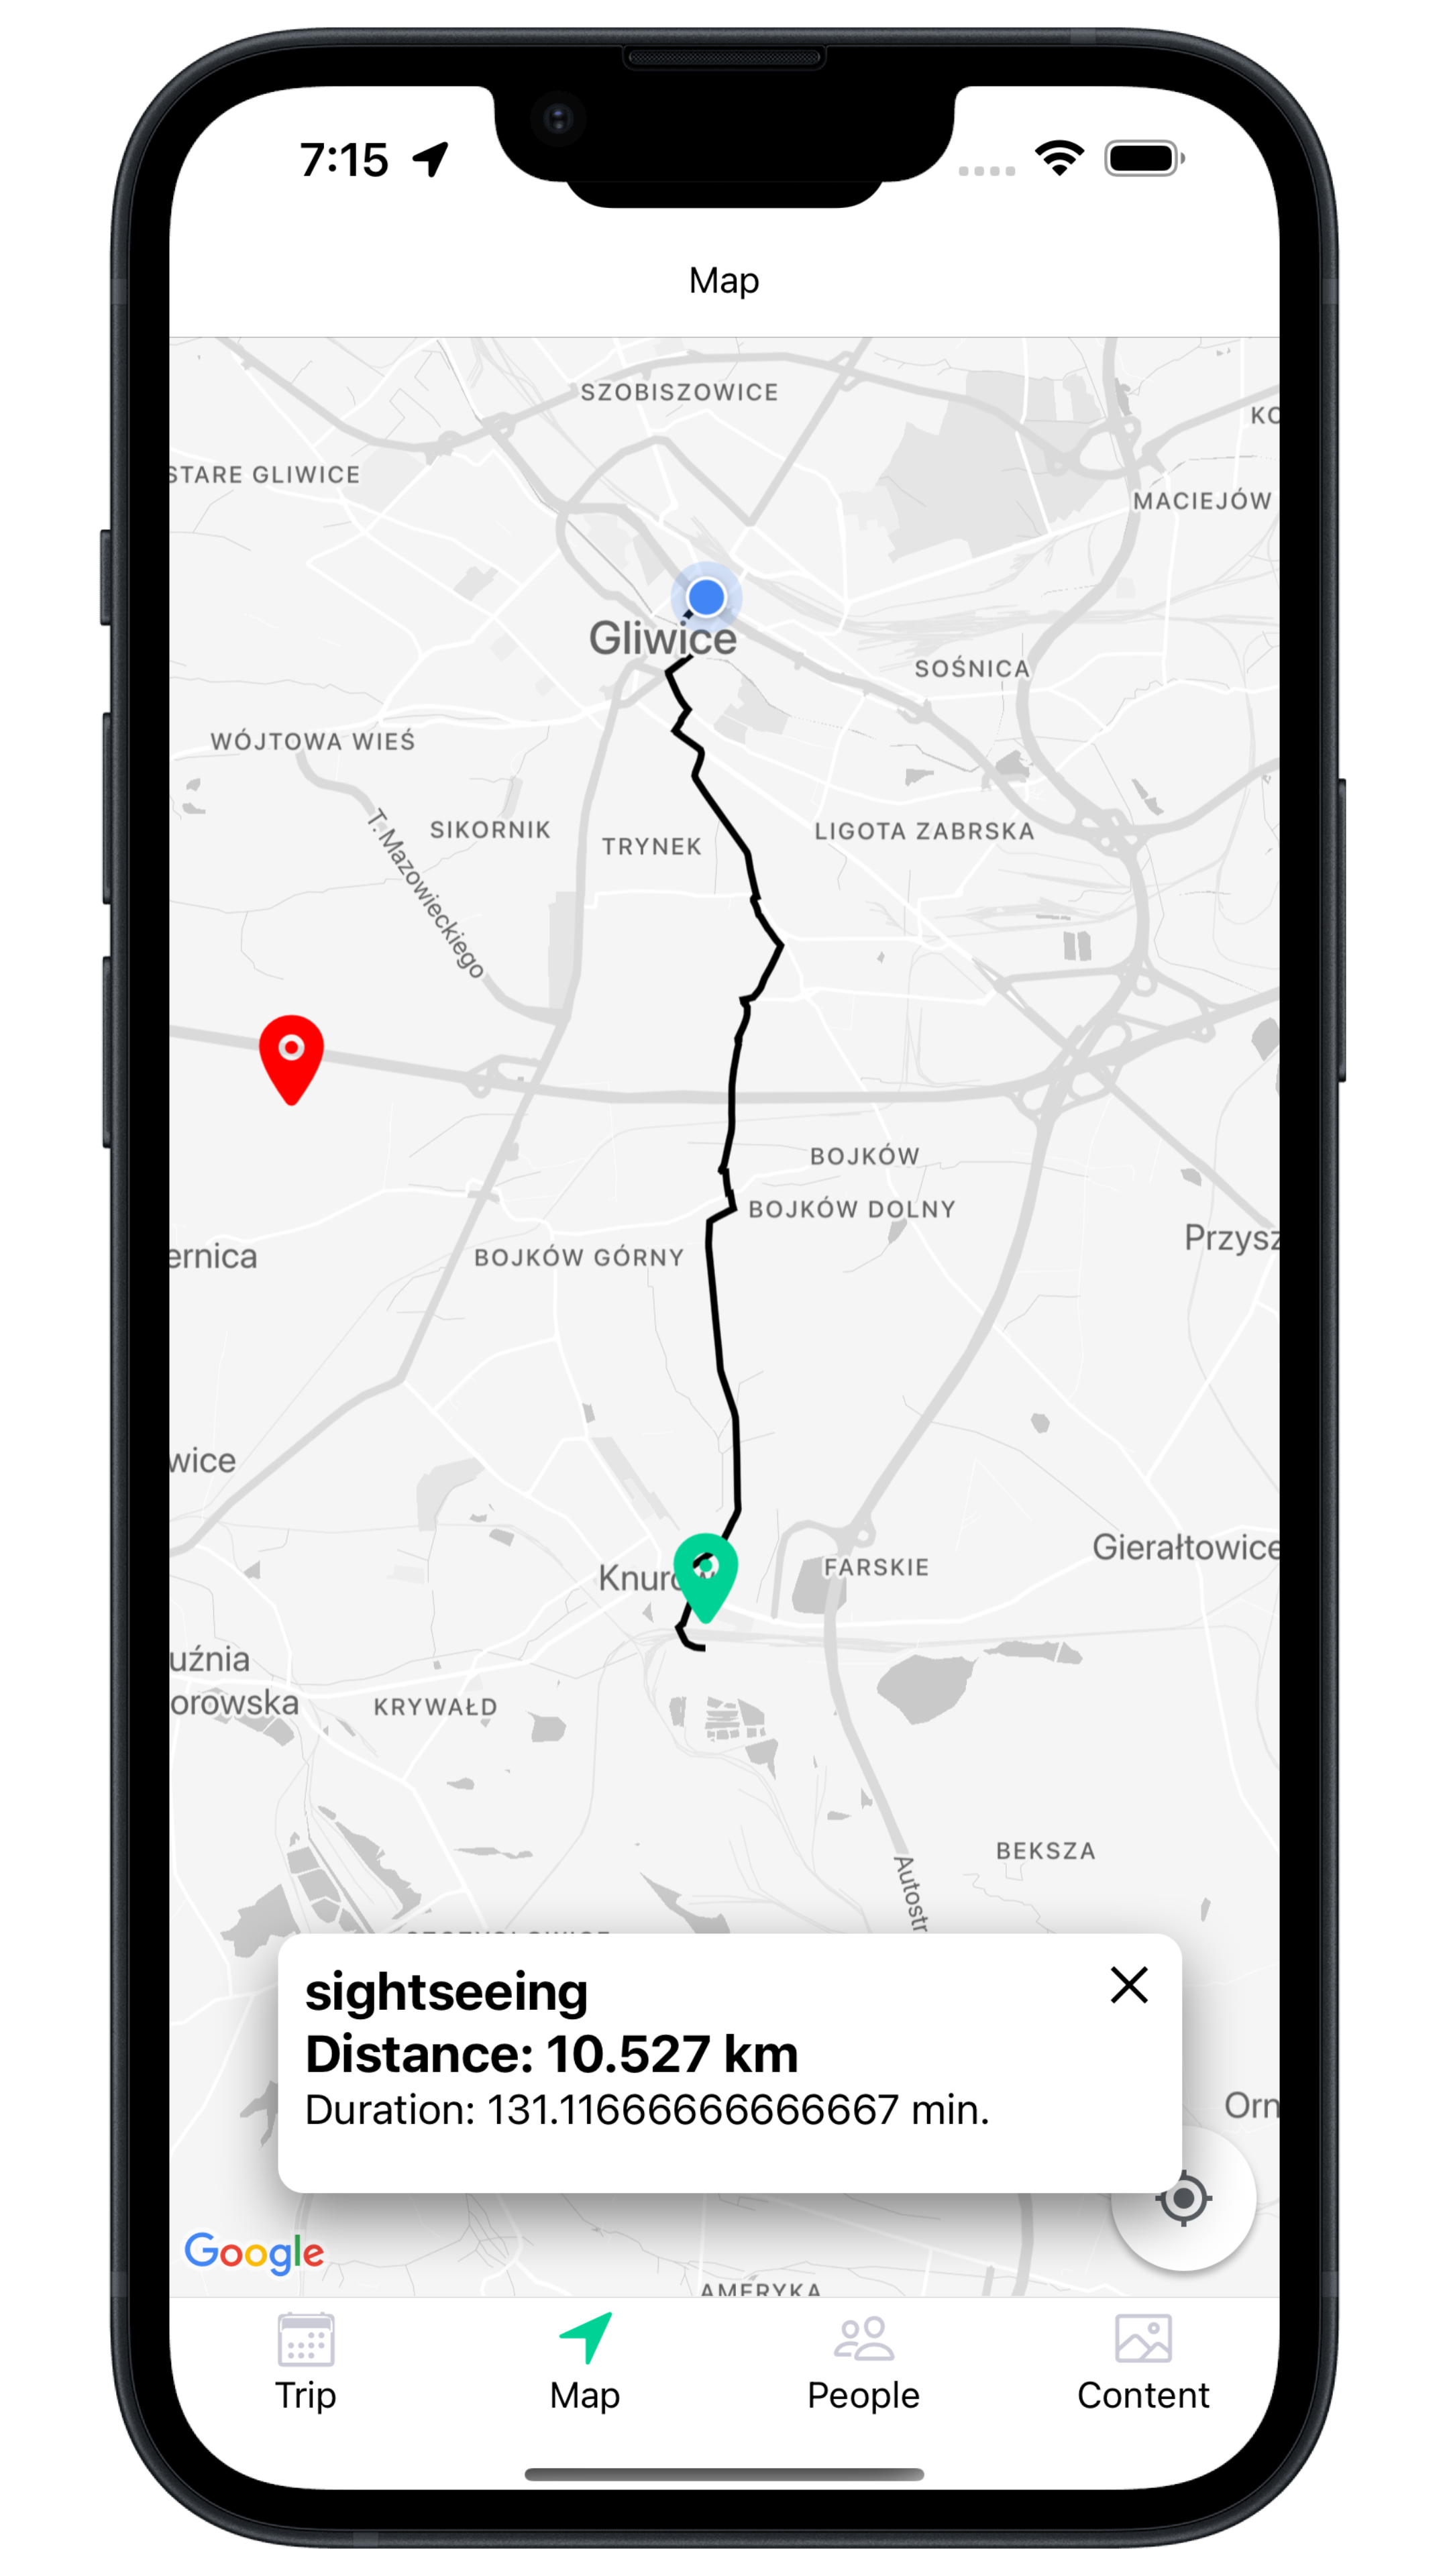 7:15
Map
SZOBISZOWICE
KO
STARE GLIWICE
MACIEJÓW
Gliwice
SOŚNICA
WÓJTOWA WIEŚ
T. Mazowieckiego
SIKORNIK
TRYNEK
LIGOTA ZABRSKA
BOJKÓW
BOJKÓW DOLNY
Przysz
ernica
BOJKÓW GÓRNY
wice
Gierałtowice
Knurów
FARSKIE
uźnia
orowska
KRYWAŁD
BEKSZA
Autostr
sightseeing
Distance: 10.527 km
Duration: 131.11666666666667 min.
Orn
Google
AMERYKA
Trip
Map
People
Content